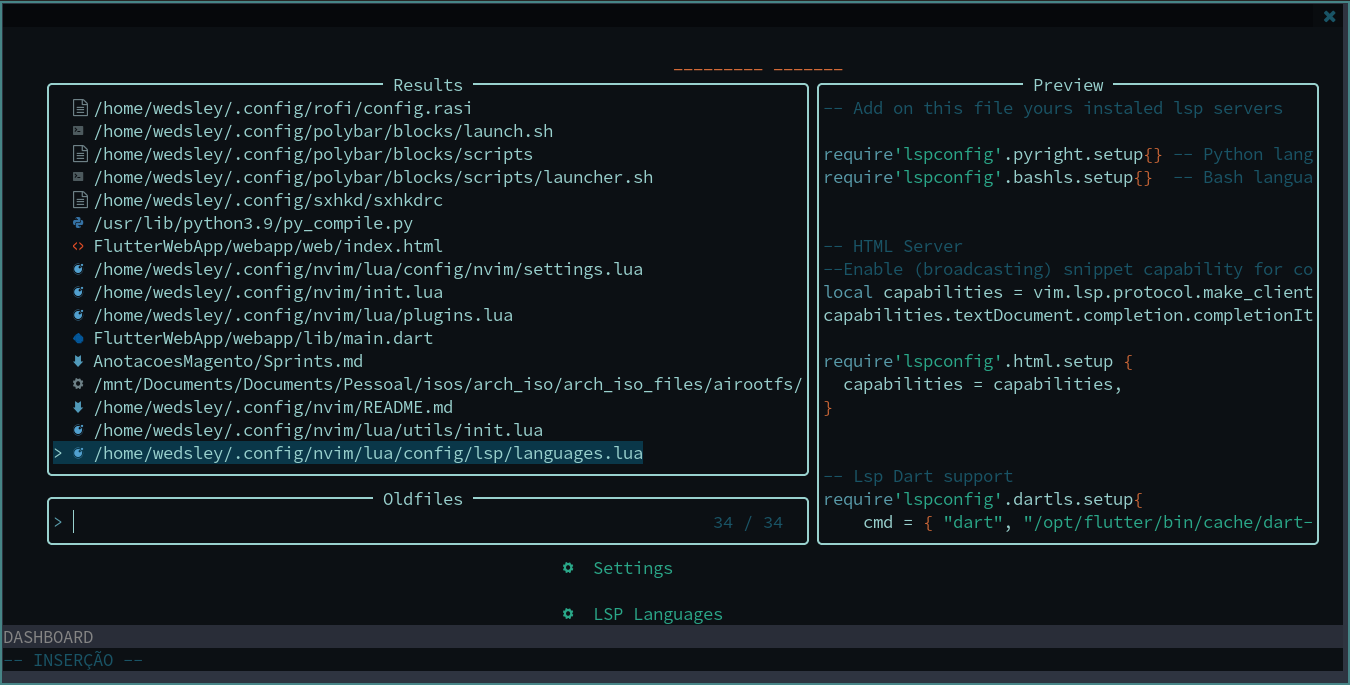 Results
/home/wedsley/.config/rofi/config.rasi
/home/wedsley/.config/polybar/blocks/launch.sh
/home/wedsley/.config/polybar/blocks/scripts
/home/wedsley/.config/polybar/blocks/scripts/launcher.sh
/home/wedsley/.config/sxhkd/sxhkdrc
/usr/lib/python3.9/py_compile.py
FlutterWebApp/webapp/web/index.html
/home/wedsley/.config/nvim/lua/config/nvim/settings.lua
/home/wedsley/.config/nvim/init.lua
/home/wedsley/.config/nvim/lua/plugins.lua
FlutterWebApp/webapp/lib/main.dart
AnotacoesMagento/Sprints.md
/mnt/Documents/Documents/Pessoal/isos/arch_iso/arch_iso_files/airootfs/
/home/wedsley/.config/nvim/README.md
/home/wedsley/.config/nvim/lua/utils/init.lua
> /home/wedsley/.config/nvim/lua/config/lsp/languages.lua
Oldfiles
> 34 / 34
Preview
-- Add on this file yours instaled lsp servers
require'lspconfig'.pyright.setup{} -- Python lang
require'lspconfig'.bashls.setup{}  -- Bash langua
-- HTML Server
--Enable (broadcasting) snippet capability for co
local capabilities = vim.lsp.protocol.make_client
capabilities.textDocument.completion.completionIt
require'lspconfig'.html.setup {
  capabilities = capabilities,
}
-- Lsp Dart support
require'lspconfig'.dartls.setup{
    cmd = { "dart", "/opt/flutter/bin/cache/dart-
Settings
LSP Languages
DASHBOARD
-- INSERÇÃO --